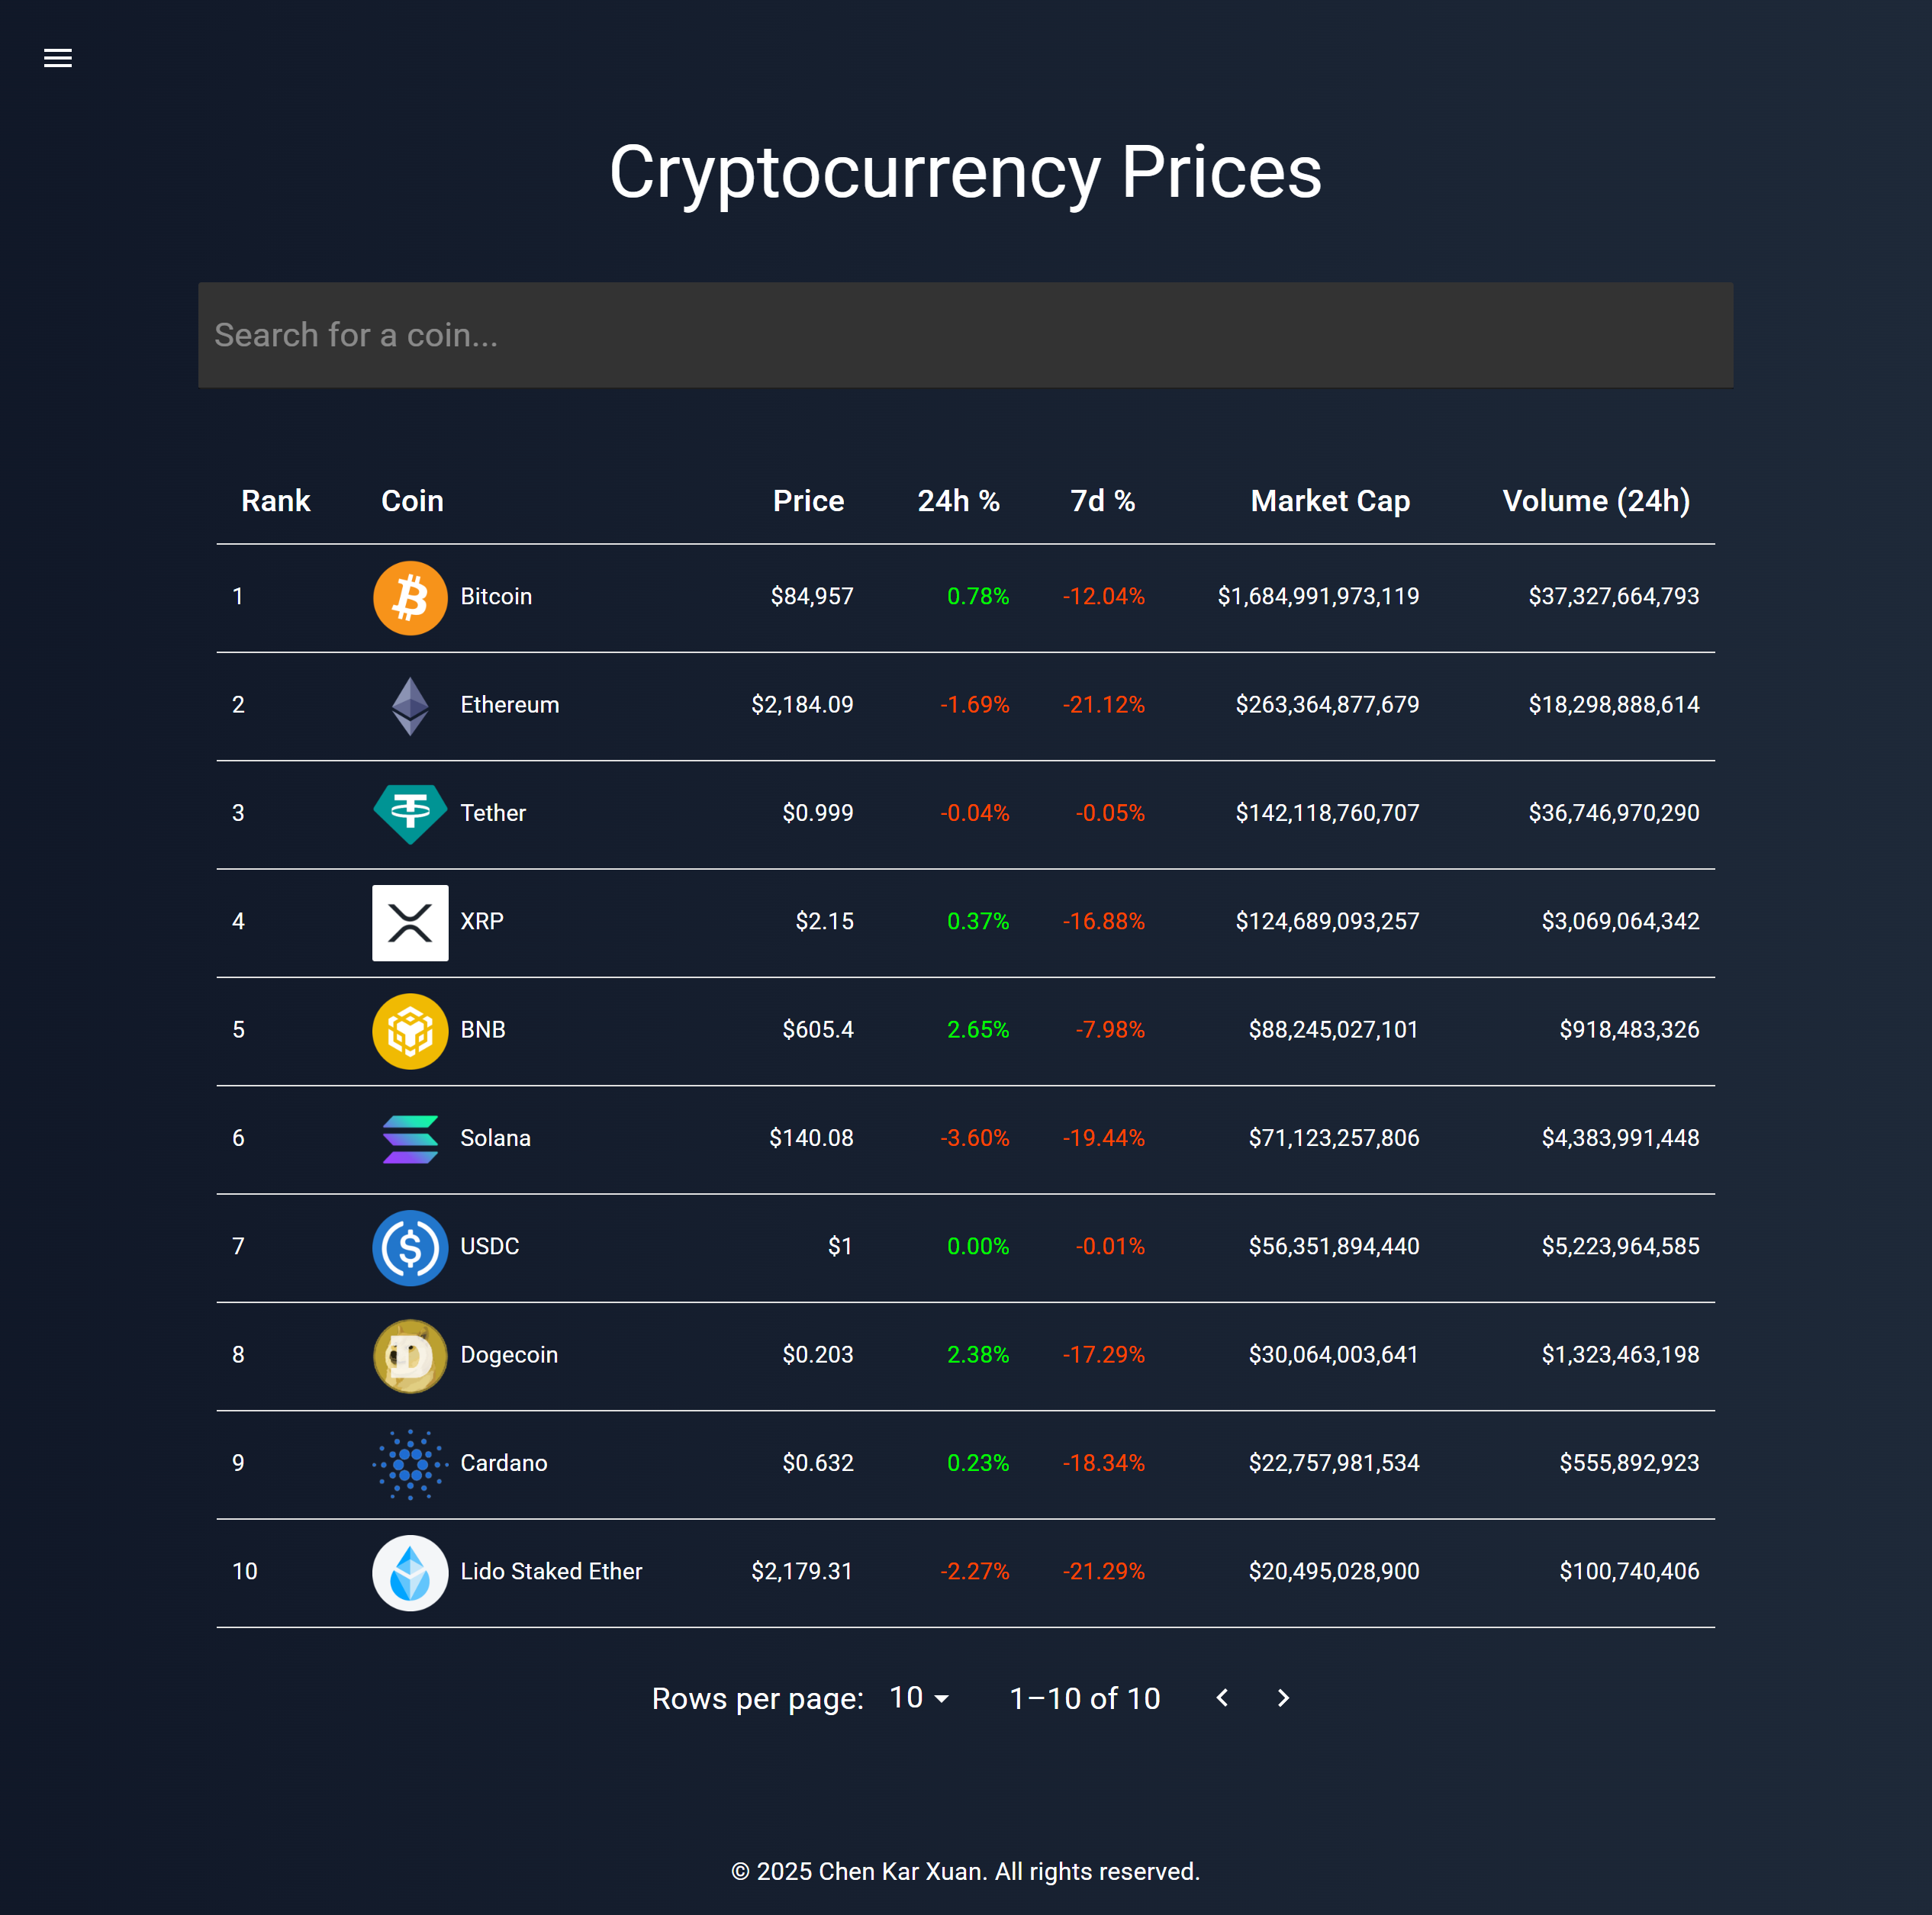 Cryptocurrency Prices
Search for a coin...
Rank Coin Price 24h % 7d % Market Cap Volume (24h)
1 Bitcoin $84,957 0.78% -12.04% $1,684,991,973,119 $37,327,664,793
2 Ethereum $2,184.09 -1.69% -21.12% $263,364,877,679 $18,298,888,614
3 Tether $0.999 -0.04% -0.05% $142,118,760,707 $36,746,970,290
4 XRP $2.15 0.37% -16.88% $124,689,093,257 $3,069,064,342
5 BNB $605.4 2.65% -7.98% $88,245,027,101 $918,483,326
6 Solana $140.08 -3.60% -19.44% $71,123,257,806 $4,383,991,448
7 USDC $1 0.00% -0.01% $56,351,894,440 $5,223,964,585
8 Dogecoin $0.203 2.38% -17.29% $30,064,003,641 $1,323,463,198
9 Cardano $0.632 0.23% -18.34% $22,757,981,534 $555,892,923
10 Lido Staked Ether $2,179.31 -2.27% -21.29% $20,495,028,900 $100,740,406
Rows per page: 10 1–10 of 10
© 2025 Chen Kar Xuan. All rights reserved.